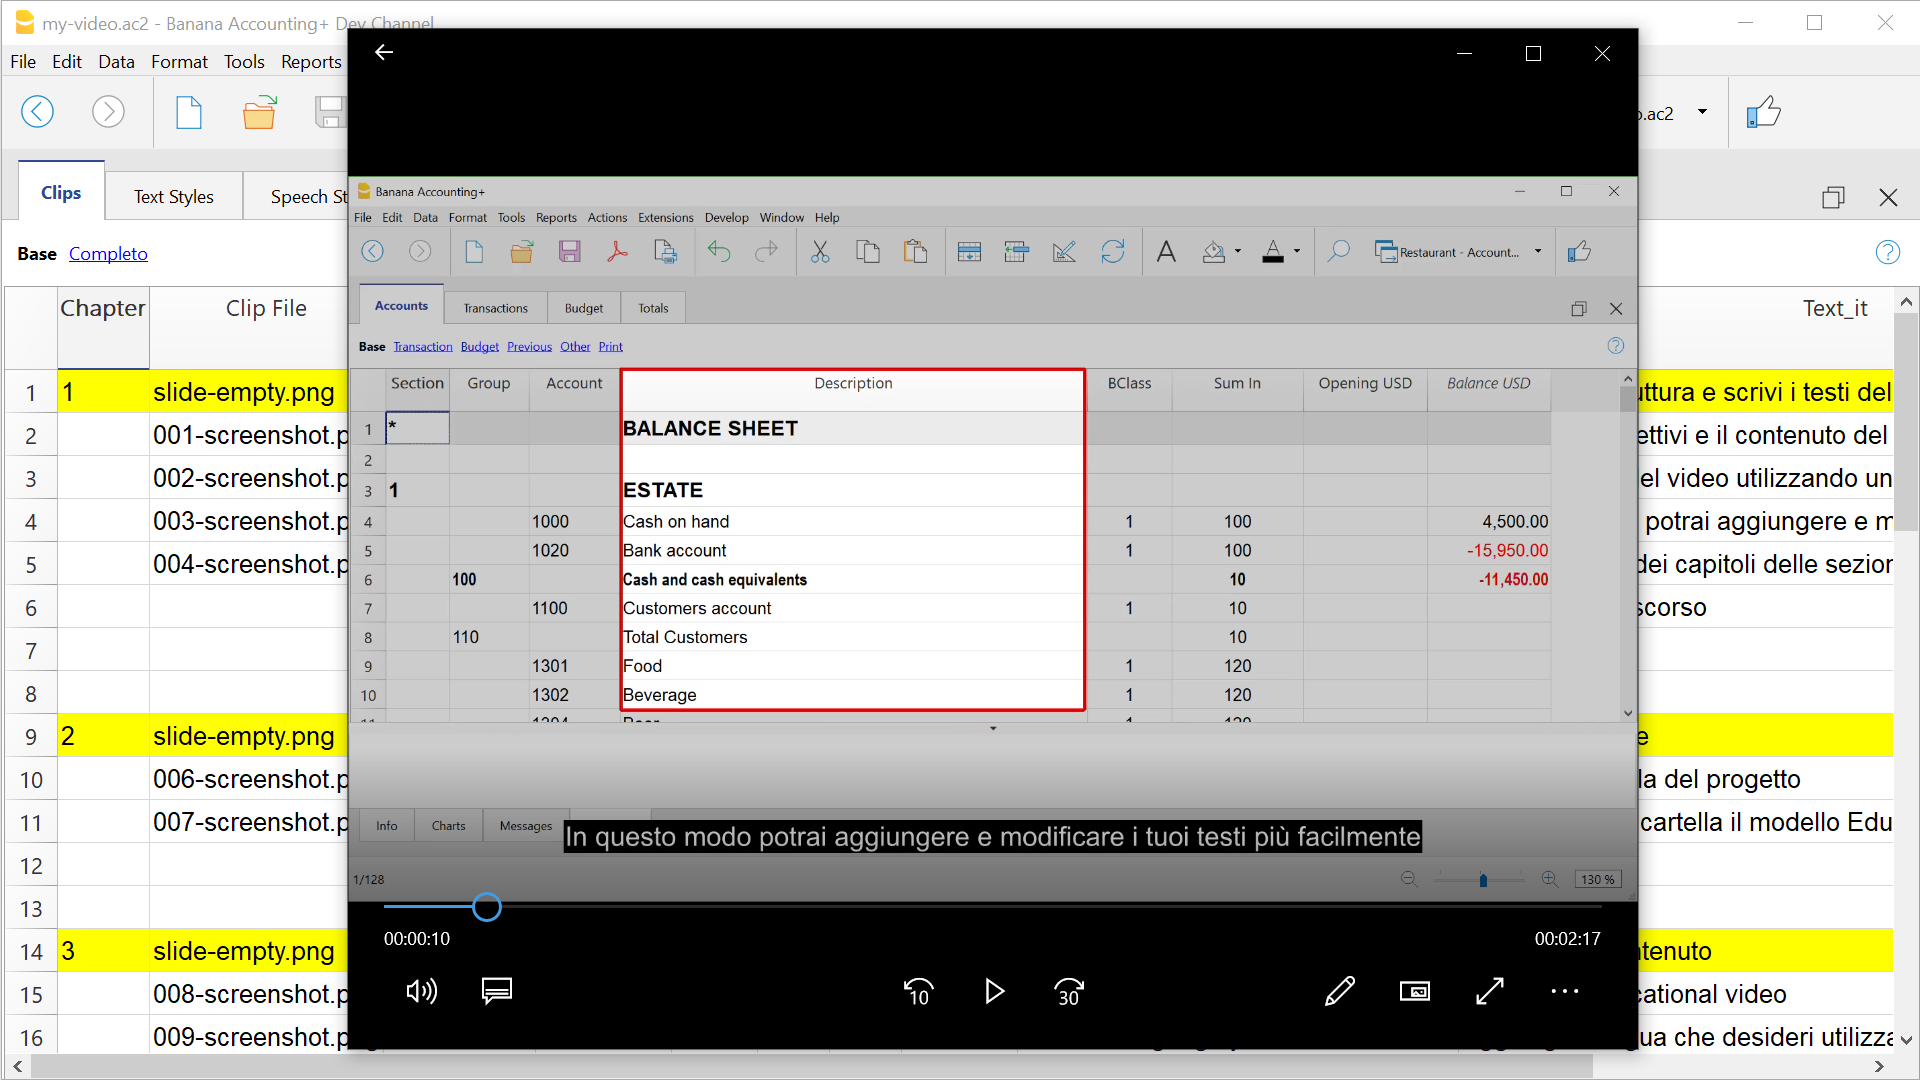 my-video.ac2 - Banana Accounting+ Dev Channel
File Edit Data Format Tools Reports
.ac2
Clips Text Styles Speech St
Base Completo
Chapter Clip File Text_it
1 1 slide-empty.png uttura e scrivi i testi del
2 001-screenshot.p ettivi e il contenuto del
3 002-screenshot.p el video utilizzando un
4 003-screenshot.p potrai aggiungere e m
5 004-screenshot.p dei capitoli delle sezior
6 scorso
7
8
9 2 slide-empty.png e
10 006-screenshot.p la del progetto
11 007-screenshot.p cartella il modello Edu
12
13
14 3 slide-empty.png tenuto
15 008-screenshot.p cational video
16 009-screenshot.p ua che desideri utilizza
Banana Accounting+
File Edit Data Format Tools Reports Actions Extensions Develop Window Help
Restaurant - Account...
Accounts Transactions Budget Totals
Base Transaction Budget Previous Other Print
Section Group Account Description BClass Sum In Opening USD Balance USD
1 * BALANCE SHEET
2
3 1 ESTATE
4 1000 Cash on hand 1 100 4,500.00
5 1020 Bank account 1 100 -15,950.00
6 100 Cash and cash equivalents 10 -11,450.00
7 1100 Customers account 1 10
8 110 Total Customers 10
9 1301 Food 1 120
10 1302 Beverage 1 120
11 1304 Beer 1 120
Info Charts Messages
In questo modo potrai aggiungere e modificare i tuoi testi più facilmente
1/128 130 %
00:00:10 00:02:17
10 30